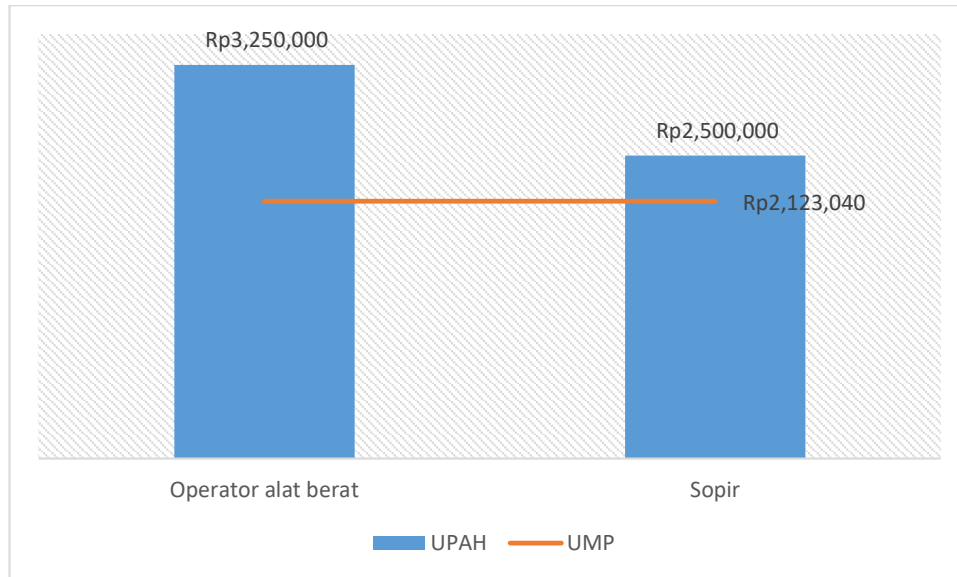 Rp3,250,000
Rp2,500,000
Rp2,123,040
Operator alat berat
Sopir
UPAH
UMP